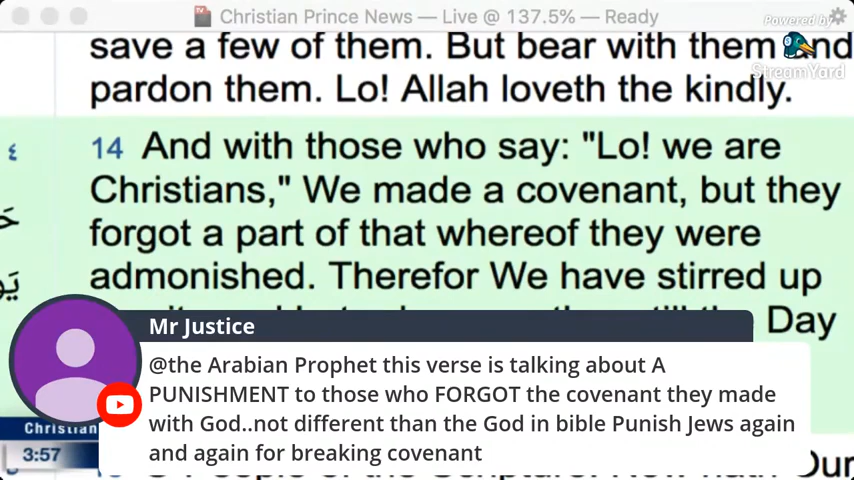 Christian Prince News — Live @ 137.5% — Ready
Powered by
StreamYard
save a few of them. But bear with them and
pardon them. Lo! Allah loveth the kindly.
14 And with those who say: "Lo! we are
Christians," We made a covenant, but they
forgot a part of that whereof they were
admonished. Therefor We have stirred up
Day
Mr Justice
@the Arabian Prophet this verse is talking about A
PUNISHMENT to those who FORGOT the covenant they made
with God..not different than the God in bible Punish Jews again
and again for breaking covenant
Christian
3:57